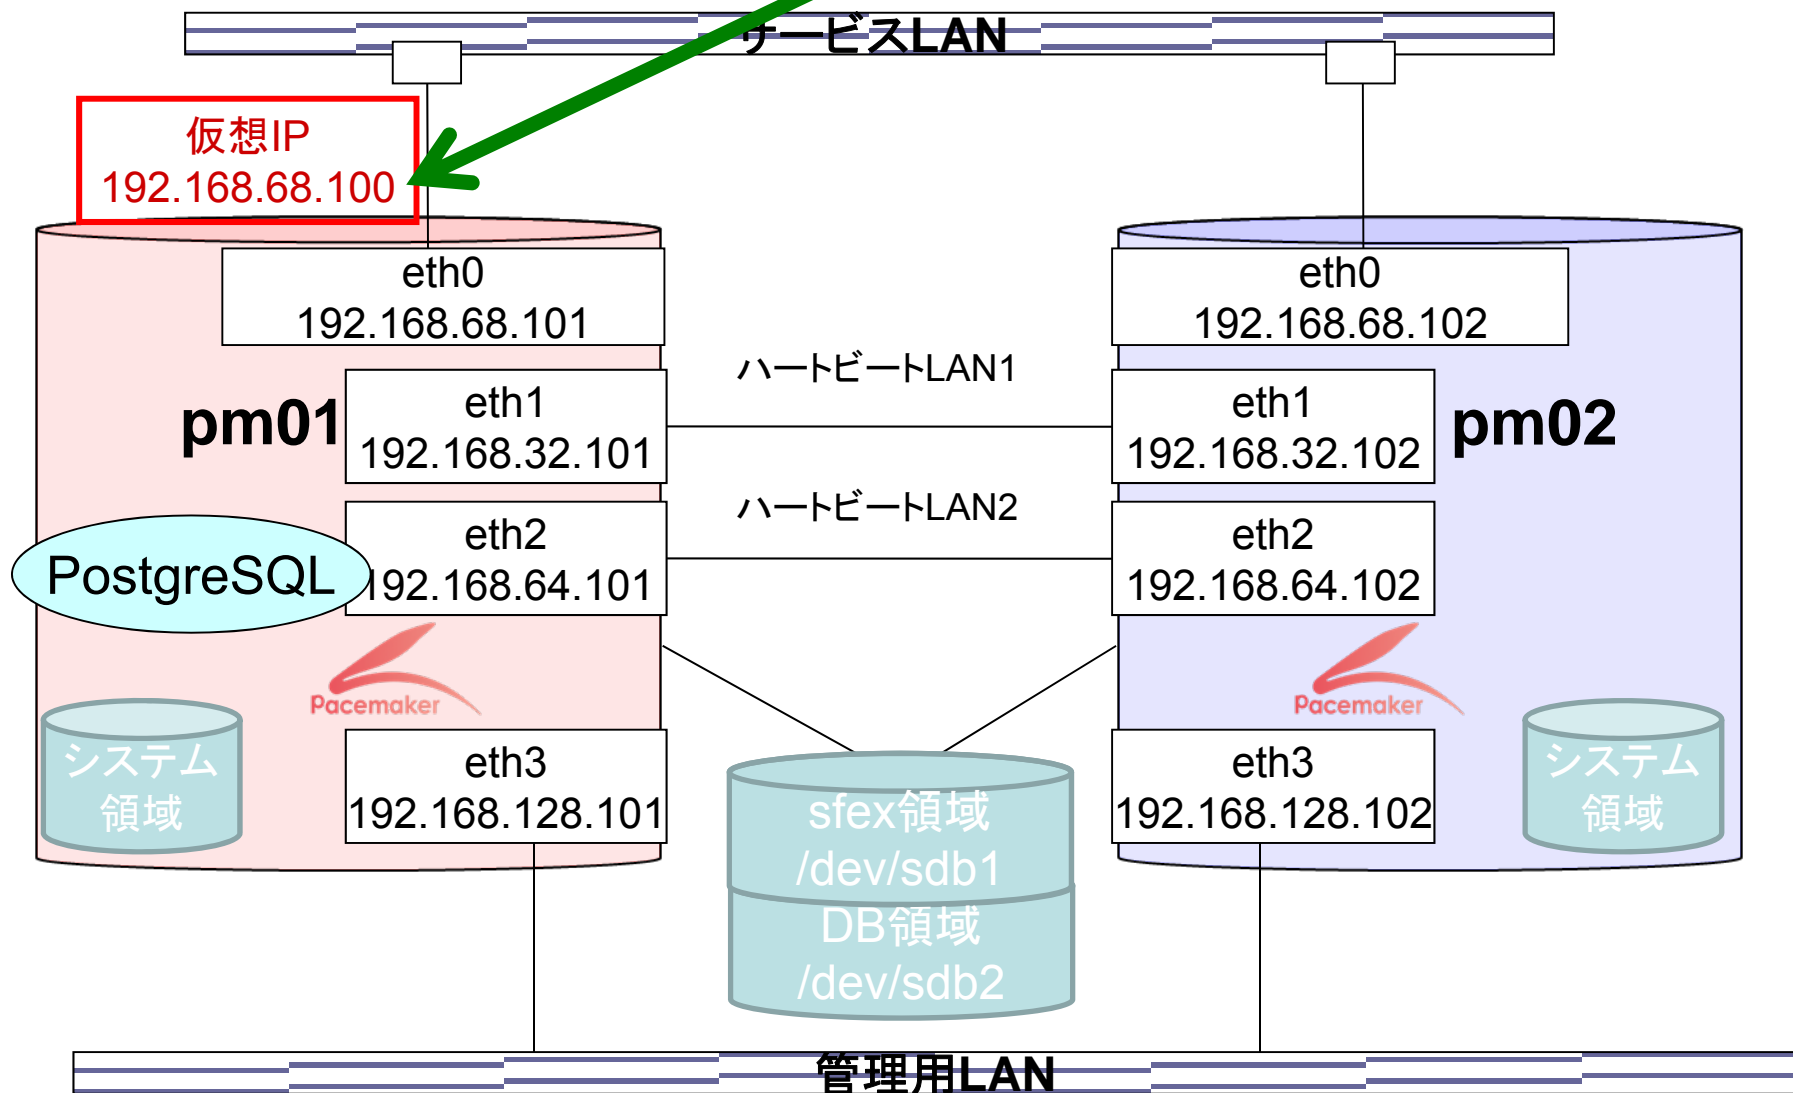 サービスLAN
仮想IP
192.168.68.100
eth0
192.168.68.101
eth0
192.168.68.102
ハートビートLAN1
pm01
eth1
192.168.32.101
eth1
192.168.32.102
pm02
ハートビートLAN2
PostgreSQL
eth2
192.168.64.101
eth2
192.168.64.102
Pacemaker
Pacemaker
システム
領域
eth3
192.168.128.101
sfex領域
/dev/sdb1
DB領域
/dev/sdb2
eth3
192.168.128.102
システム
領域
管理用LAN